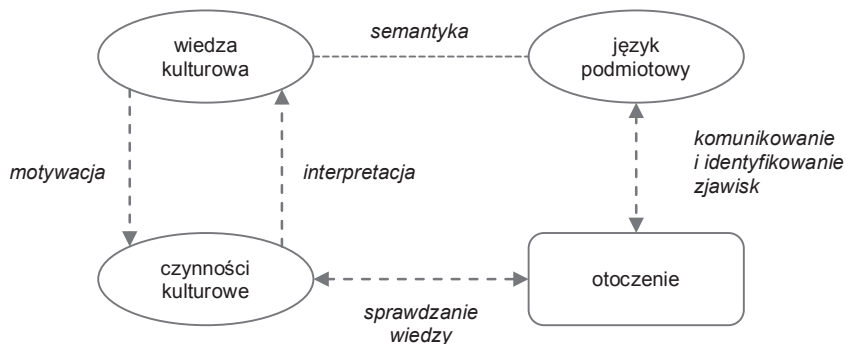 wiedza
kulturowa
semantyka
język
podmiotowy
motywacja
interpretacja
komunikowanie
i identyfikowanie
zjawisk
czynności
kulturowe
sprawdzanie
wiedzy
otoczenie